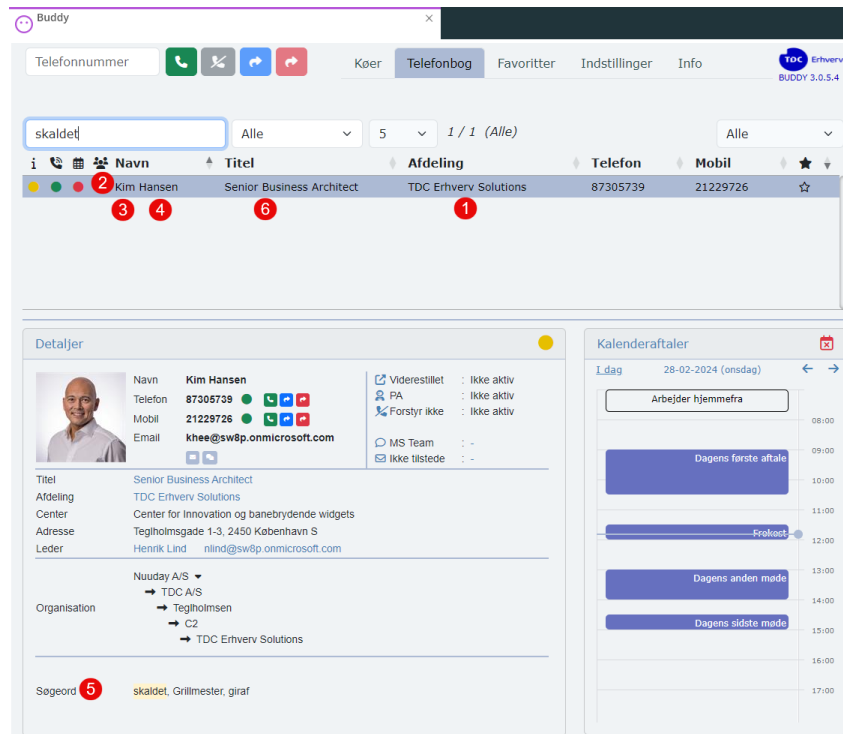 Buddy ×
Telefonnummer Køer Telefonbog Favoritter Indstillinger Info TDC Erhverv
BUDDY 3.0.5.4
skaldet Alle 5 1 / 1 (Alle) Alle
i Navn Titel Afdeling Telefon Mobil
2 Kim Hansen Senior Business Architect TDC Erhverv Solutions 87305739 21229726
3 4 6 1
Detaljer
Navn Kim Hansen
Telefon 87305739
Mobil 21229726
Email khee@sw8p.onmicrosoft.com
Viderestillet : Ikke aktiv
PA : Ikke aktiv
Forstyr ikke : Ikke aktiv
MS Team : -
Ikke tilstede : -
Titel Senior Business Architect
Afdeling TDC Erhverv Solutions
Center Center for Innovation og banebrydende widgets
Adresse Teglholmsgade 1-3, 2450 København S
Leder Henrik Lind nlind@sw8p.onmicrosoft.com
Organisation
Nuuday A/S
TDC A/S
Teglholmsen
C2
TDC Erhverv Solutions
Søgeord 5 skaldet, Grillmester, giraf
Kalenderaftaler
I dag 28-02-2024 (onsdag)
Arbejder hjemmefra
08:00
09:00
Dagens første aftale
10:00
11:00
Frokost
12:00
13:00
Dagens anden møde
14:00
Dagens sidste møde
15:00
16:00
17:00